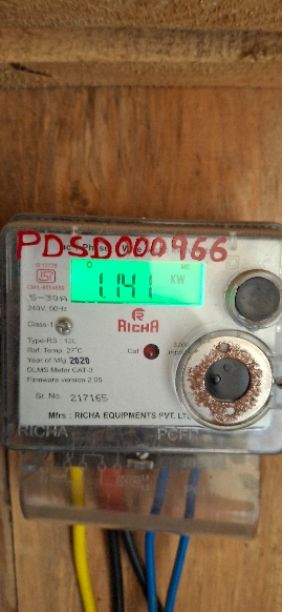 PDSD000966
1.141 KW
5-30A
240V, 50Hz
Class-1
RICHA
Type-RS : 12L
Ref. Temp. 27°C
Cal
Year of Mfg. 2020
DLMS Meter CAT-3
Firmware version 2.05
Sr. No. 217165
Mfrs : RICHA EQUIPMENTS PVT. LT
RICHA